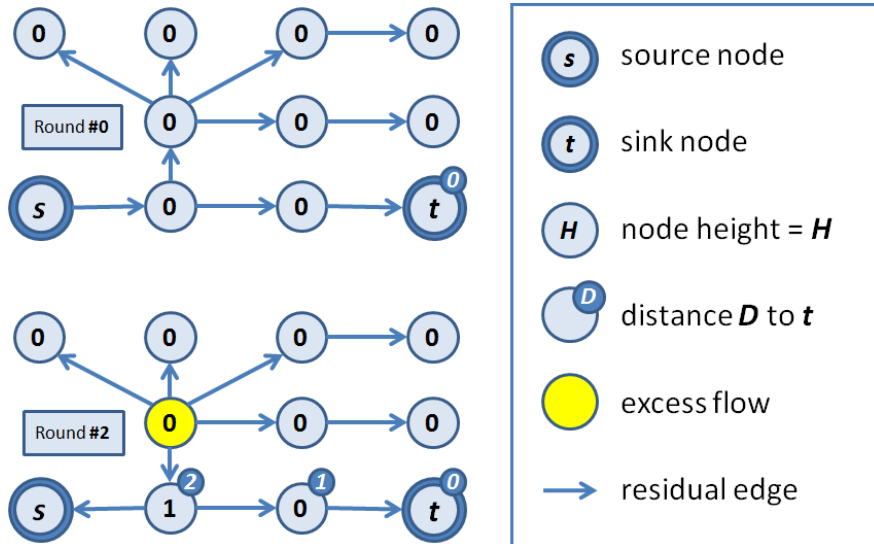 0 0 0 0
Round #0 0 0 0
s 0 0 t 0
0 0 0 0
Round #2 0 0 0
s 1 2 0 1 t 0
s source node
t sink node
H node height = H
D distance D to t
excess flow
residual edge